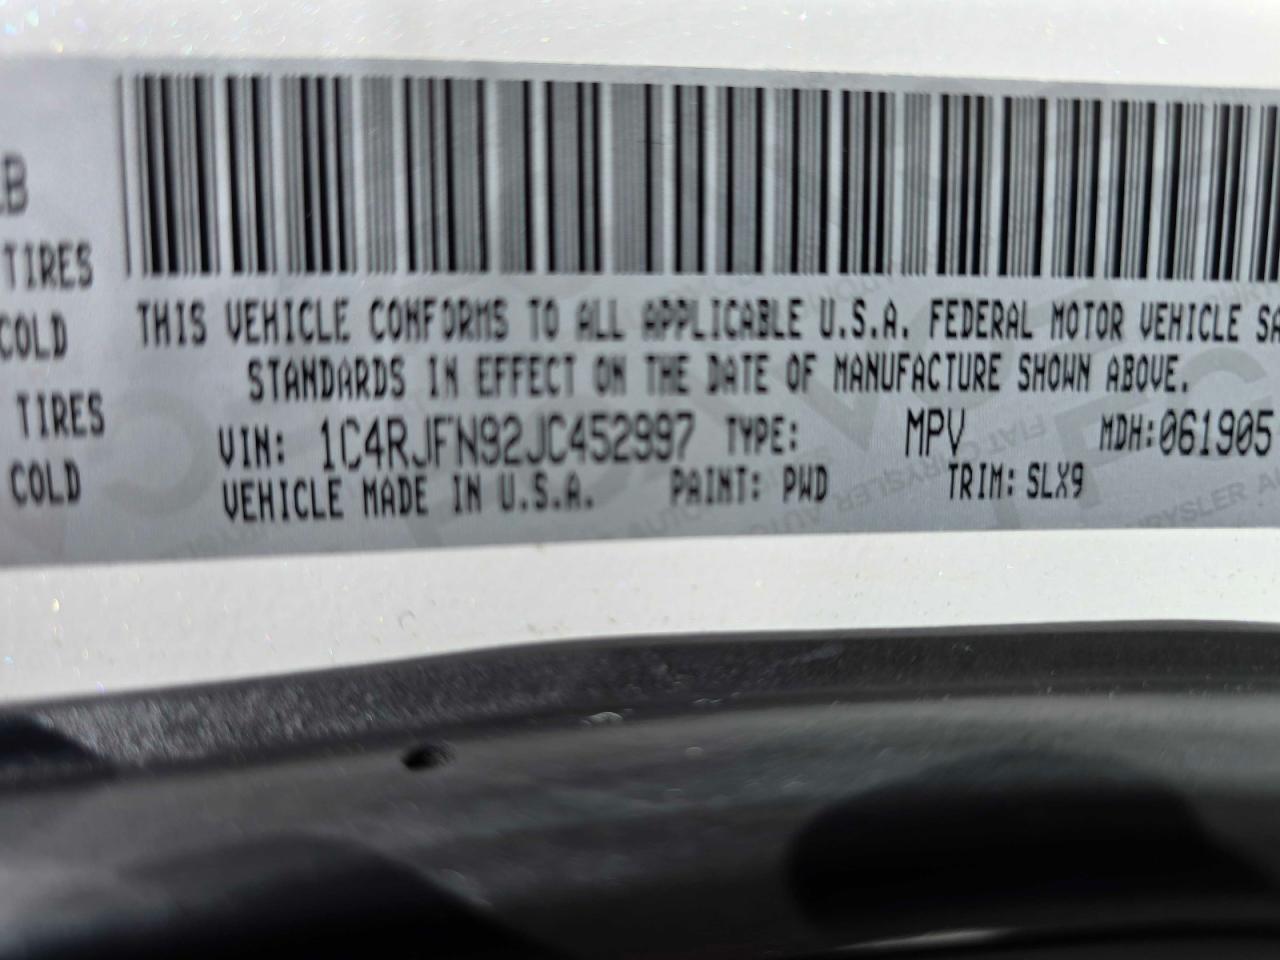 LB
TIRES
COLD
TIRES
COLD
THIS VEHICLE CONFORMS TO ALL APPLICABLE U.S.A. FEDERAL MOTOR VEHICLE SA
STANDARDS IN EFFECT ON THE DATE OF MANUFACTURE SHOWN ABOVE.
VIN: 1C4RJFN92JC452997 TYPE: MPV MDH:061905
VEHICLE MADE IN U.S.A. PAINT: PWD TRIM: SLX9